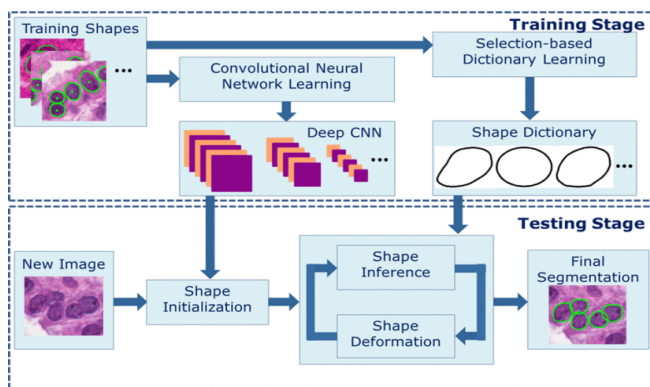 Training Shapes
Training Stage
Convolutional Neural
Network Learning
Selection-based
Dictionary Learning
Deep CNN
Shape Dictionary
Testing Stage
New Image
Shape
Initialization
Shape
Inference
Shape
Deformation
Final
Segmentation